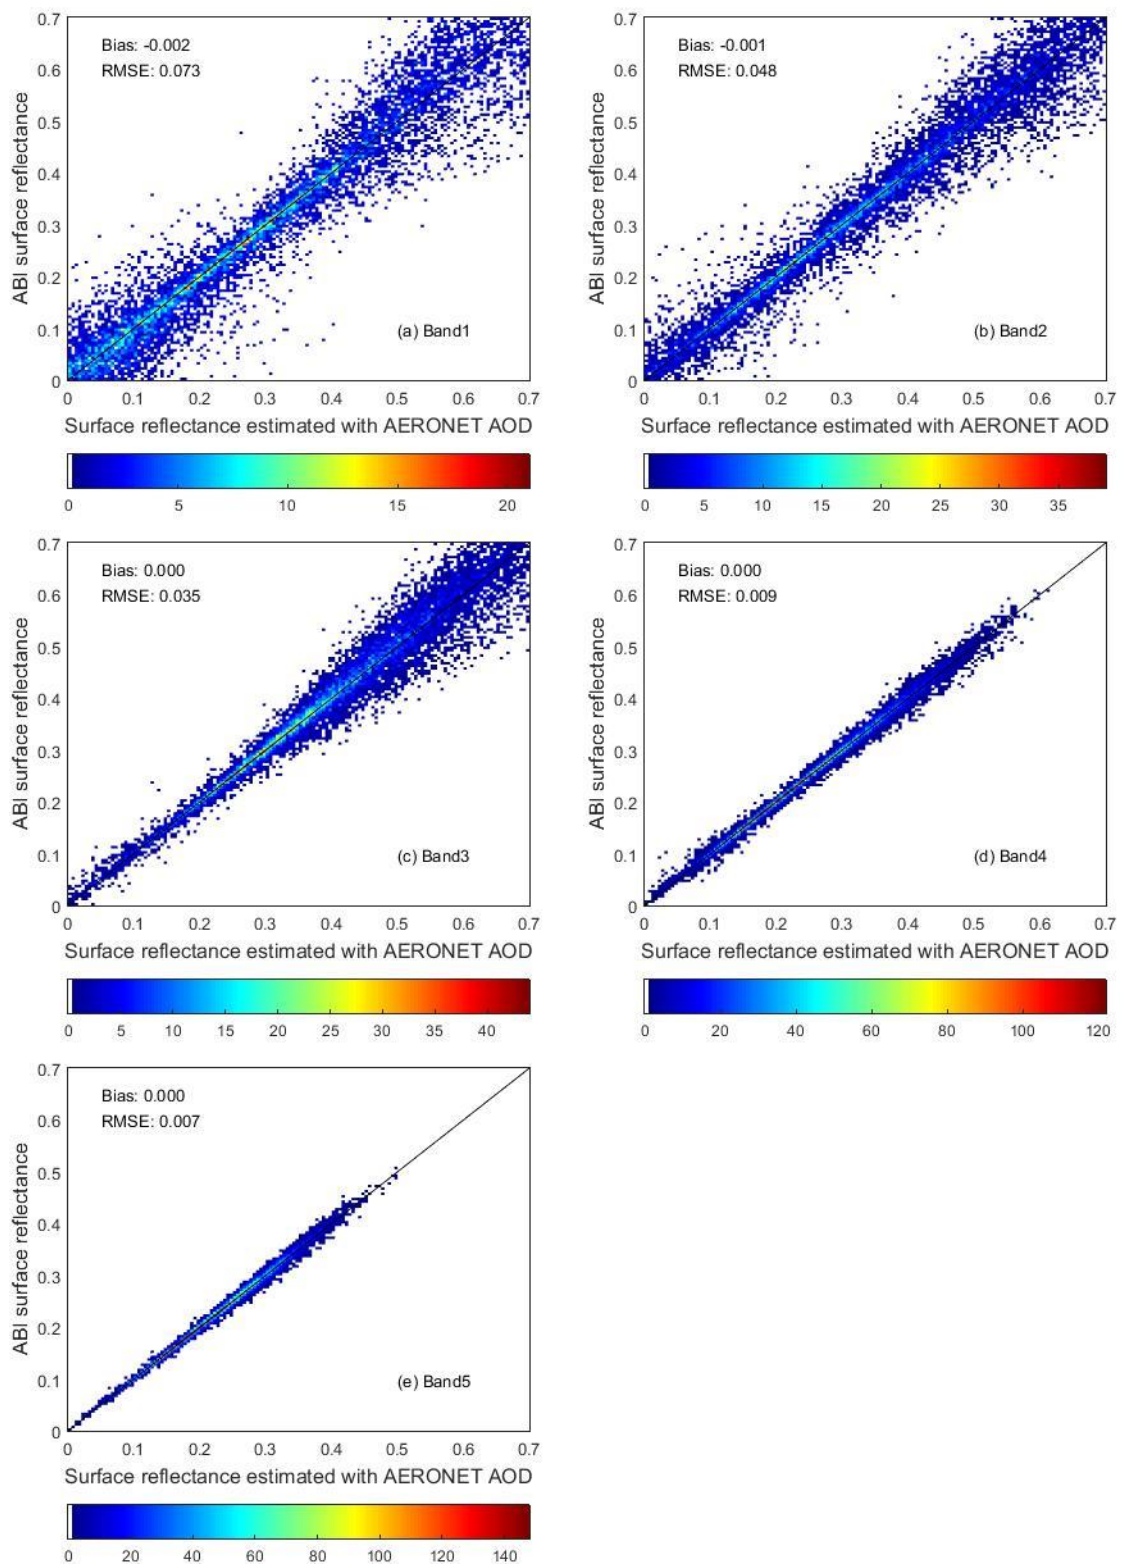 0.7
0.6
0.5
0.4
0.3
0.2
0.1
0
ABI surface reflectance
Bias: -0.002
RMSE: 0.073
(a) Band1
0 0.1 0.2 0.3 0.4 0.5 0.6 0.7
Surface reflectance estimated with AERONET AOD
0 5 10 15 20
0.7
0.6
0.5
0.4
0.3
0.2
0.1
0
ABI surface reflectance
Bias: -0.001
RMSE: 0.048
(b) Band2
0 0.1 0.2 0.3 0.4 0.5 0.6 0.7
Surface reflectance estimated with AERONET AOD
0 5 10 15 20 25 30 35
0.7
0.6
0.5
0.4
0.3
0.2
0.1
0
ABI surface reflectance
Bias: 0.000
RMSE: 0.035
(c) Band3
0 0.1 0.2 0.3 0.4 0.5 0.6 0.7
Surface reflectance estimated with AERONET AOD
0 5 10 15 20 25 30 35 40
0.7
0.6
0.5
0.4
0.3
0.2
0.1
0
ABI surface reflectance
Bias: 0.000
RMSE: 0.009
(d) Band4
0 0.1 0.2 0.3 0.4 0.5 0.6 0.7
Surface reflectance estimated with AERONET AOD
0 20 40 60 80 100 120
0.7
0.6
0.5
0.4
0.3
0.2
0.1
0
ABI surface reflectance
Bias: 0.000
RMSE: 0.007
(e) Band5
0 0.1 0.2 0.3 0.4 0.5 0.6 0.7
Surface reflectance estimated with AERONET AOD
0 20 40 60 80 100 120 140